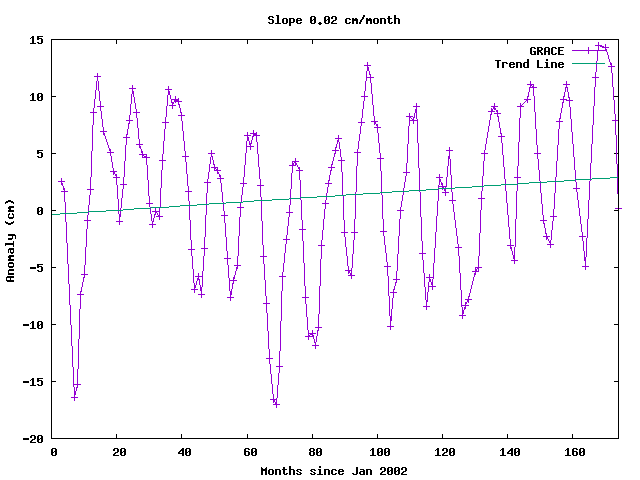 Slope 0.02 cm/month
15
10
5
0
-5
-10
-15
-20
Anomaly (cm)
GRACE
Trend Line
0 20 40 60 80 100 120 140 160
Months since Jan 2002